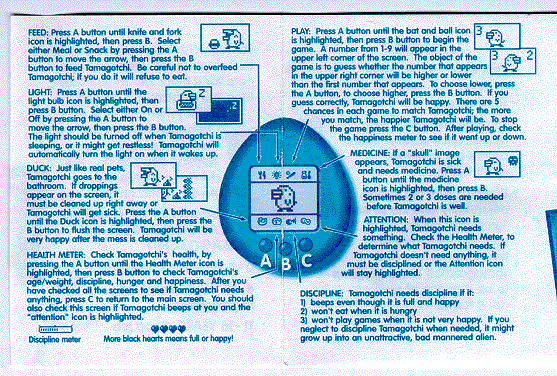 FEED: Press A button until knife and fork
icon is highlighted, then press B. Select
either Meal or Snack by pressing the A
button to move the arrow, then press the B
button to feed Tamagotchi. Be careful not to overfeed
Tamagotchi; if you do it will refuse to eat.
LIGHT: Press A button until the
light bulb icon is highlighted, then
press B button. Select either On or
Off by pressing the A button to
move the arrow, then press the B button.
The light should be turned off when Tamagotchi is
sleeping, or it might get restless! Tamagotchi will
automatically turn the light on when it wakes up.
DUCK: Just like real pets,
Tamagotchi goes to the
bathroom. If droppings
appear on the screen, it
must be cleaned up right away or
Tamagotchi will get sick. Press the A button
until the Duck icon is highlighted, then press the
B button to flush the screen. Tamagotchi will be
very happy after the mess is cleaned up.
HEALTH METER: Check Tamagotchi's health, by
pressing the A button until the Health Meter icon is
highlighted, then press B button to check Tamagotchi's
age/weight, discipline, hunger and happiness. After you
have checked all the screens to see if Tamagotchi needs
anything, press C to return to the main screen. You should
also check this screen if Tamagotchi beeps at you and the
"attention" icon is highlighted.
Discipline meter
More black hearts means full or happy!
Z
Z
A B C
PLAY: Press A button until the bat and ball icon
is highlighted, then press B button to begin the
game. A number from 1-9 will appear in the
upper left corner of the screen. The object of the
game is to guess whether the number that appears
in the upper right corner will be higher or lower
than the first number that appears. To choose lower, press
the A button, to choose higher, press the B button. If you
guess correctly, Tamagotchi will be happy. There are 5
chances in each game to match Tamagotchi; the more
you match, the happier Tamagotchi will be. To stop
the game press the C button. After playing, check
the happiness meter to see if it went up or down.
3
3 2
MEDICINE: If a "skull" image
appears, Tamagotchi is sick
and needs medicine. Press A
button until the medicine
icon is highlighted, then press B.
Sometimes 2 or 3 doses are needed
before Tamagotchi is well.
ATTENTION: When this icon is
highlighted, Tamagotchi needs
something. Check the Health Meter, to
determine what Tamagotchi needs. If
Tamagotchi doesn't need anything, it
must be disciplined or the Attention icon
will stay highlighted.
DISCIPLINE: Tamagotchi needs discipline if it:
1) beeps even though it is full and happy
2) won't eat when it is hungry
3) won't play games when it is not very happy. If you
neglect to discipline Tamagotchi when needed, it might
grow up into an unattractive, bad mannered alien.